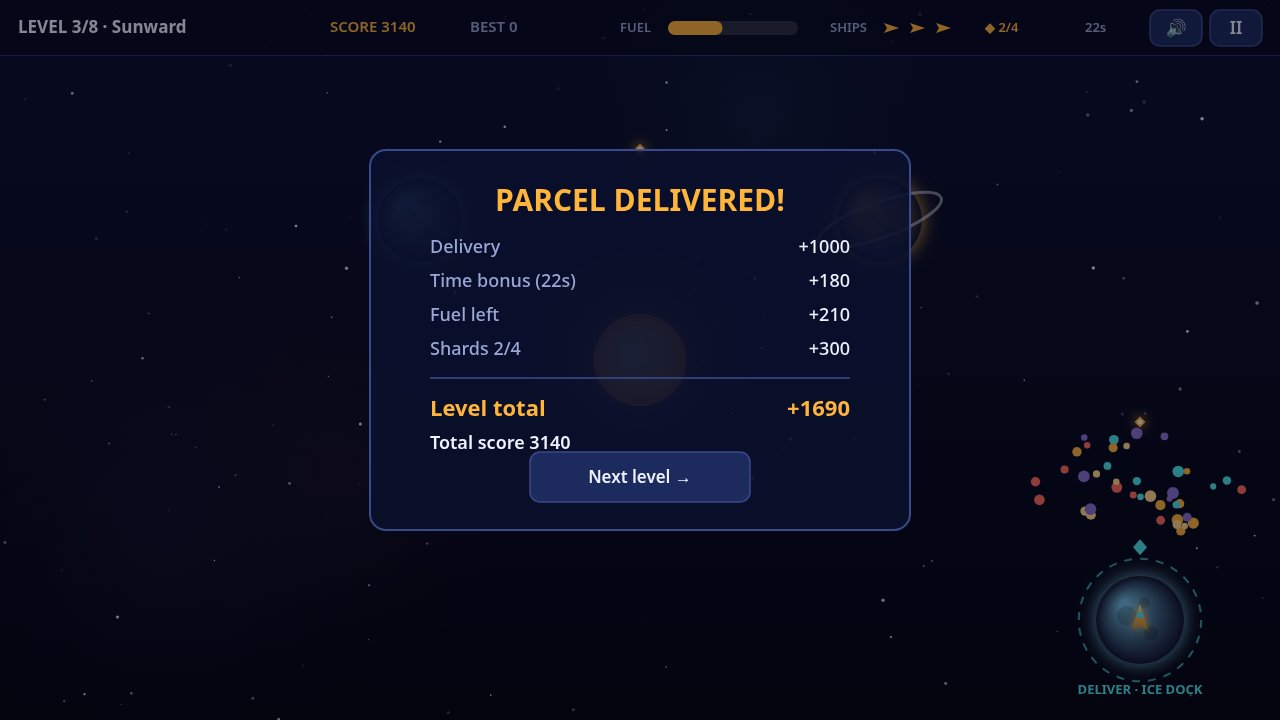 LEVEL 3/8 · Sunward SCORE 3140 BEST 0 FUEL SHIPS ◆ 2/4 22s II
PARCEL DELIVERED!
Delivery +1000
Time bonus (22s) +180
Fuel left +210
Shards 2/4 +300
Level total +1690
Total score 3140
Next level →
DELIVER · ICE DOCK